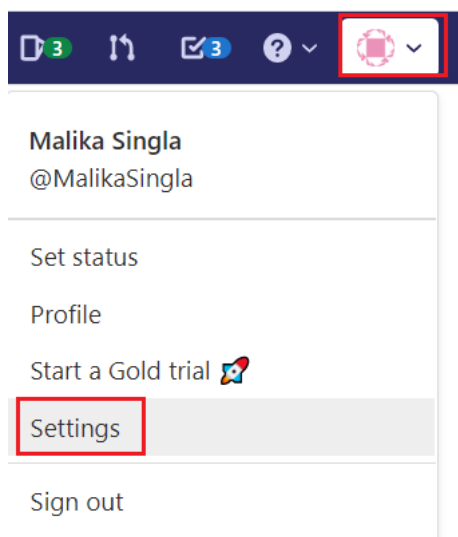 3 3 ?
Malika Singla
@MalikaSingla
Set status
Profile
Start a Gold trial 🚀
Settings
Sign out